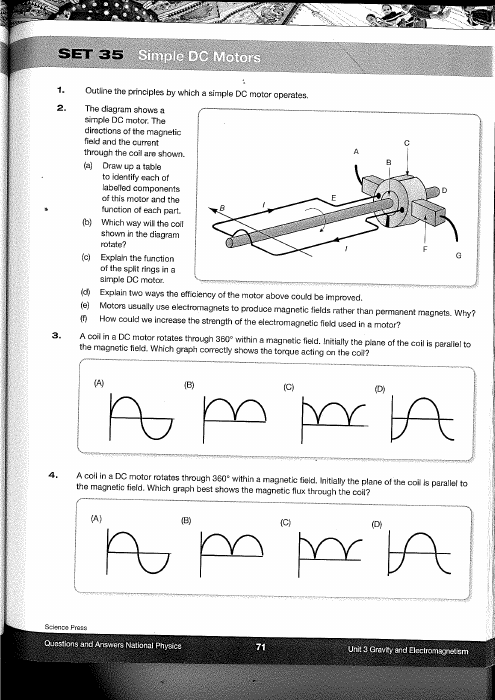 SET 35 Simple DC Motors
1. Outline the principles by which a simple DC motor operates.
2. The diagram shows a
simple DC motor. The
directions of the magnetic
field and the current
through the coil are shown.
(a) Draw up a table
to identify each of
labelled components
of this motor and the
function of each part.
(b) Which way will the coil
shown in the diagram
rotate?
(c) Explain the function
of the split rings in a
simple DC motor.
A
B
C
D
E
F
G
B
I
I
(d) Explain two ways the efficiency of the motor above could be improved.
(e) Motors usually use electromagnets to produce magnetic fields rather than permanent magnets. Why?
(f) How could we increase the strength of the electromagnetic field used in a motor?
3. A coil in a DC motor rotates through 360° within a magnetic field. Initially the plane of the coil is parallel to
the magnetic field. Which graph correctly shows the torque acting on the coil?
(A) (B) (C) (D)
4. A coil in a DC motor rotates through 360° within a magnetic field. Initially the plane of the coil is parallel to
the magnetic field. Which graph best shows the magnetic flux through the coil?
(A) (B) (C) (D)
Science Press
Questions and Answers National Physics 71 Unit 3 Gravity and Electromagnetism